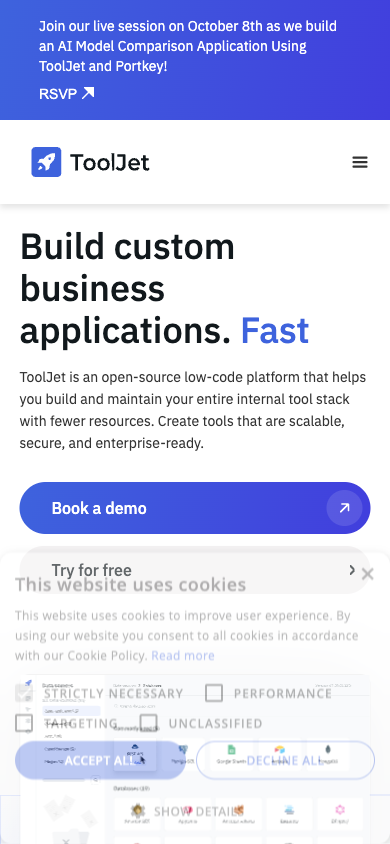 Join our live session on October 8th as we build
an AI Model Comparison Application Using
ToolJet and Portkey!
RSVP
ToolJet
Build custom
business
applications. Fast
ToolJet is an open-source low-code platform that helps
you build and maintain your entire internal tool stack
with fewer resources. Create tools that are scalable,
secure, and enterprise-ready.
Book a demo
Try for free
This website uses cookies
This website uses cookies to improve user experience. By
using our website you consent to all cookies in accordance
with our Cookie Policy. Read more
STRICTLY NECESSARY
PERFORMANCE
TARGETING
UNCLASSIFIED
ACCEPT ALL
DECLINE ALL
SHOW DETAILS